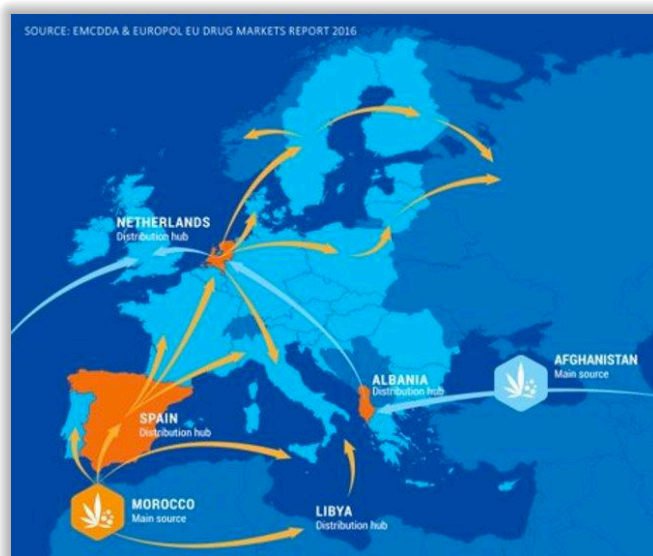 SOURCE: EMCDDA & EUROPOL EU DRUG MARKETS REPORT 2016
NETHERLANDS
Distribution hub
AFGHANISTAN
Main source
ALBANIA
Distribution hub
SPAIN
Distribution hub
MOROCCO
Main source
LIBYA
Distribution hub